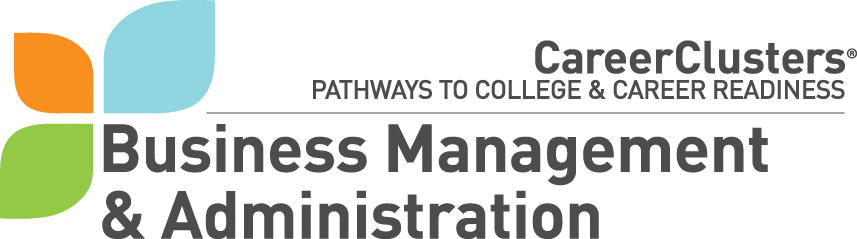 CareerClusters®
PATHWAYS TO COLLEGE & CAREER READINESS
Business Management
& Administration